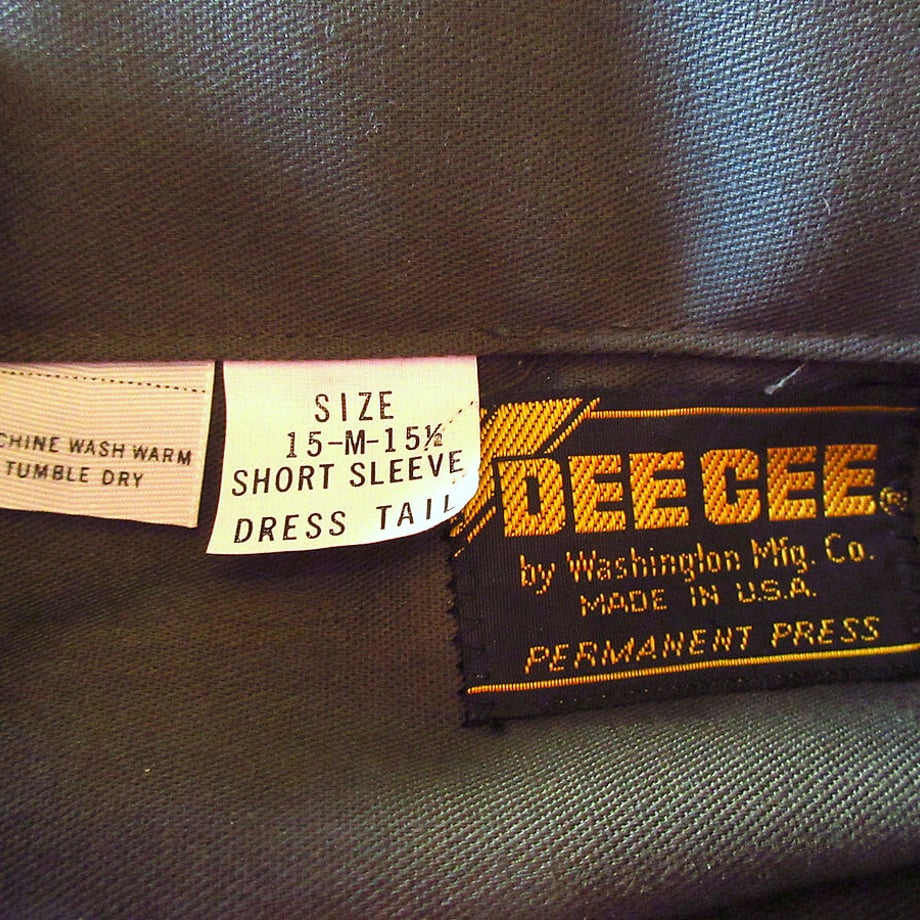 CHINE WASH WARM
TUMBLE DRY
SIZE
15-M-15½
SHORT SLEEVE
DRESS TAIL
DEE CEE®
by Washington Mfg. Co.
MADE IN U.S.A.
PERMANENT PRESS